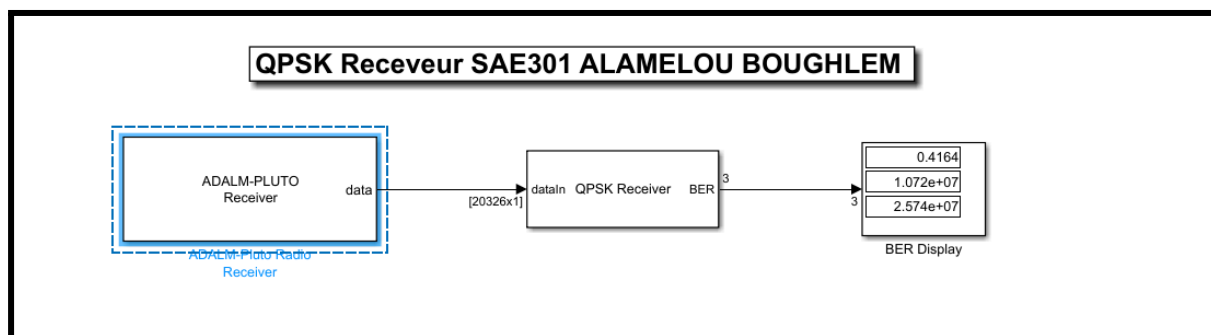 QPSK Receveur SAE301 ALAMELOU BOUGHLEM
ADALM-PLUTO
Receiver
data
ADALM-Pluto Radio
Receiver
[20326x1]
dataIn
QPSK Receiver
BER
3
3
0.4164
1.072e+07
2.574e+07
BER Display